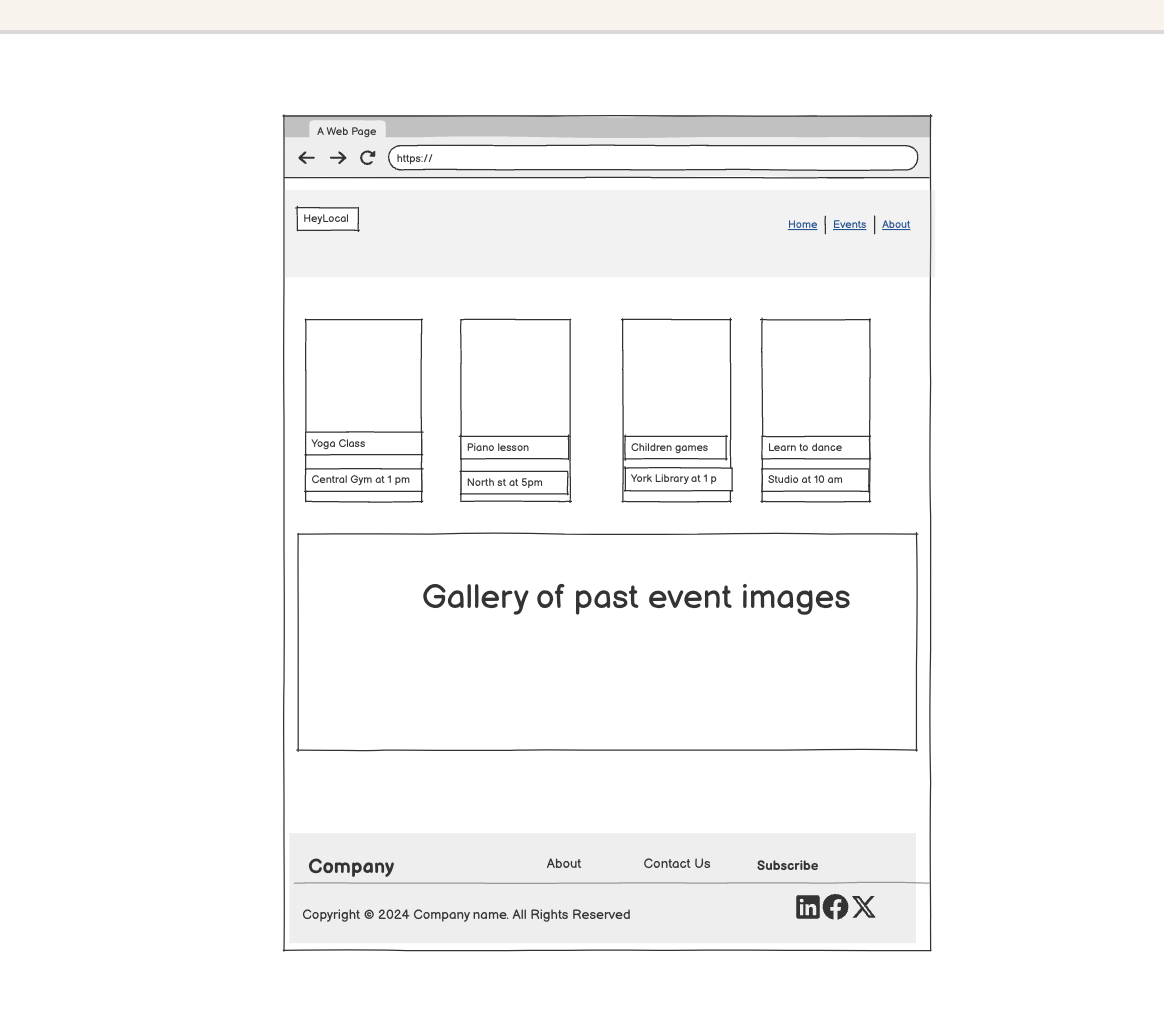 A Web Page
https://
HeyLocal
Home
Events
About
Yoga Class
Central Gym at 1 pm
Piano lesson
North st at 5pm
Children games
York Library at 1 p
Learn to dance
Studio at 10 am
Gallery of past event images
Company
About
Contact Us
Subscribe
Copyright © 2024 Company name. All Rights Reserved
in f X